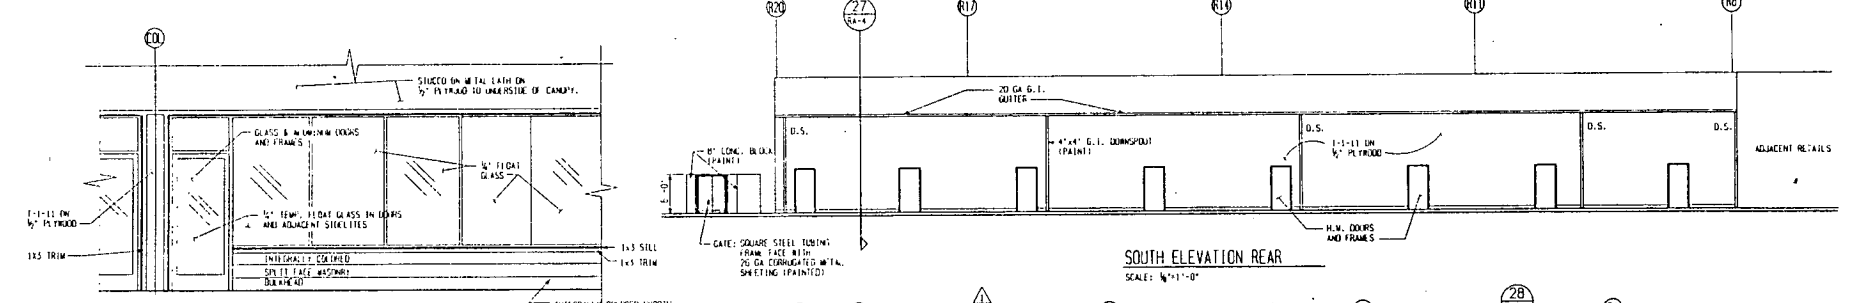 COL
STUCCO ON METAL LATH ON
½" PLYWOOD TO UNDERSIDE OF CANOPY.
GLASS & ALUMINUM DOORS
AND FRAMES
¼" FLOAT
GLASS
T-1-11 ON
½" PLYWOOD
¼" TEMP. FLOAT GLASS IN DOORS
AND ADJACENT SIDELITES
1X3 TRIM
1x3 SILL
1x3 TRIM
INTEGRALLY COLORED
SPLIT FACE MASONRY
BULKHEAD
R20
27
RA-4
R17
R14
R11
R8
20 GA G.I.
GUTTER
D.S.
4"x4" G.I. DOWNSPOUT
(PAINT)
D.S.
T-1-11 ON
½" PLYWOOD
D.S.
D.S.
ADJACENT RETAILS
8" CONC. BLOCK
(PAINT)
GATE: SQUARE STEEL TUBING
FRAME FACE WITH
26 GA CORRUGATED METAL
SHEETING (PAINTED)
H.M. DOORS
AND FRAMES
SOUTH ELEVATION REAR
SCALE: ⅛"=1'-0"
1
28